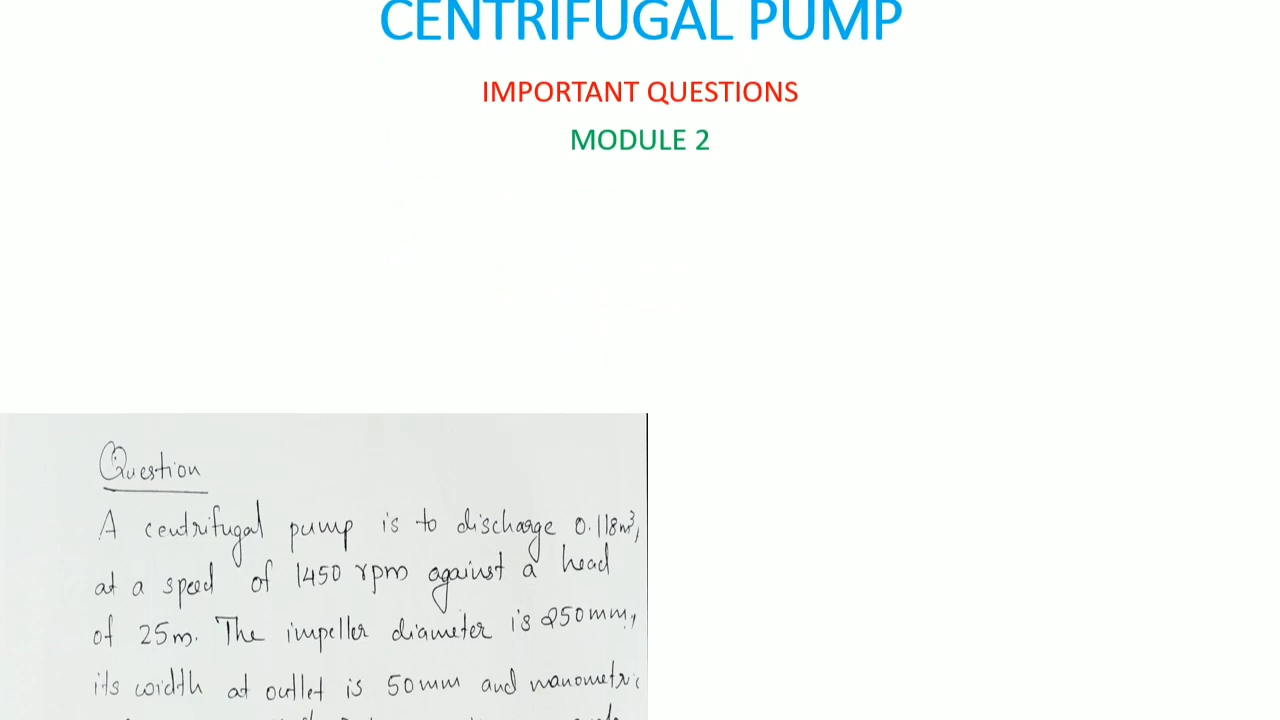 CENTRIFUGAL PUMP
IMPORTANT QUESTIONS
MODULE 2
Question
A centrifugal pump is to discharge 0.118m³/
at a speed of 1450 rpm against a head
of 25m. The impeller diameter is 250mm,
its width at outlet is 50mm and manometric